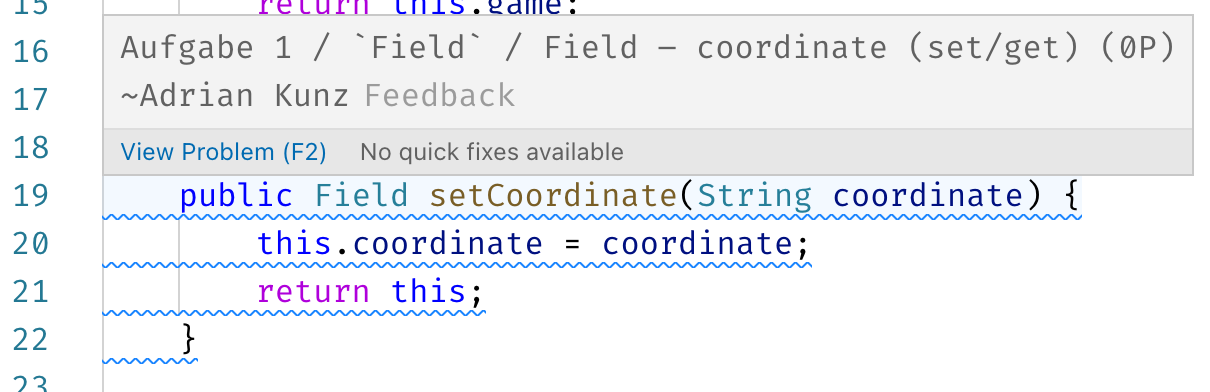 15 return this.game;
16 Aufgabe 1 / `Field` / Field – coordinate (set/get) (0P)
17 ~Adrian Kunz Feedback
18 View Problem (F2) No quick fixes available
19 public Field setCoordinate(String coordinate) {
20 this.coordinate = coordinate;
21 return this;
22 }
23